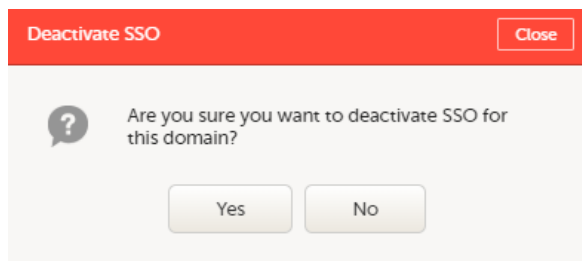 Deactivate SSO
Close
?
Are you sure you want to deactivate SSO for
this domain?
Yes
No